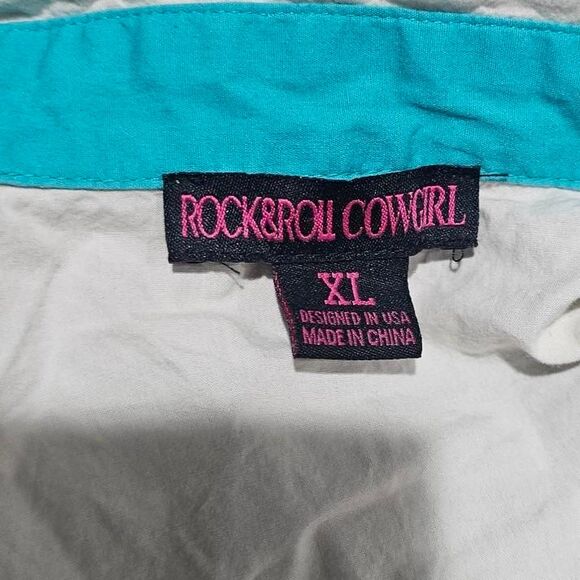 ROCK&ROLL COWGIRL
XL
DESIGNED IN USA
MADE IN CHINA